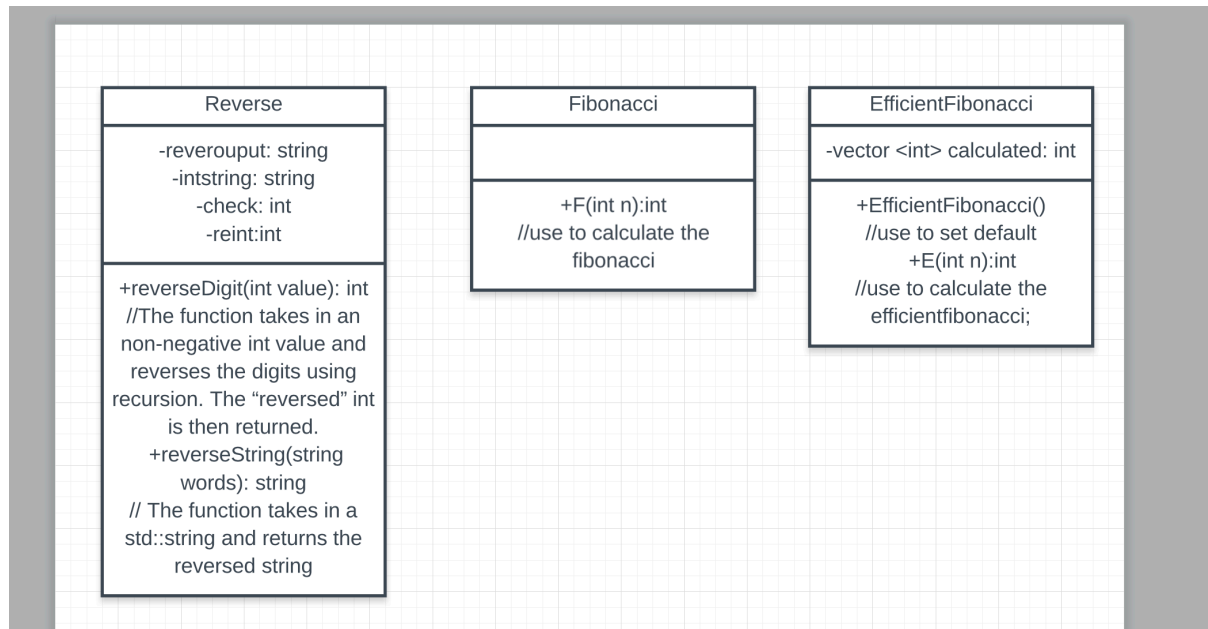 Reverse
-reverouput: string
-intstring: string
-check: int
-reint:int
+reverseDigit(int value): int
//The function takes in an
non-negative int value and
reverses the digits using
recursion. The “reversed” int
is then returned.
+reverseString(string
words): string
// The function takes in a
std::string and returns the
reversed string
Fibonacci
+F(int n):int
//use to calculate the
fibonacci
EfficientFibonacci
-vector <int> calculated: int
+EfficientFibonacci()
//use to set default
+E(int n):int
//use to calculate the
efficientfibonacci;